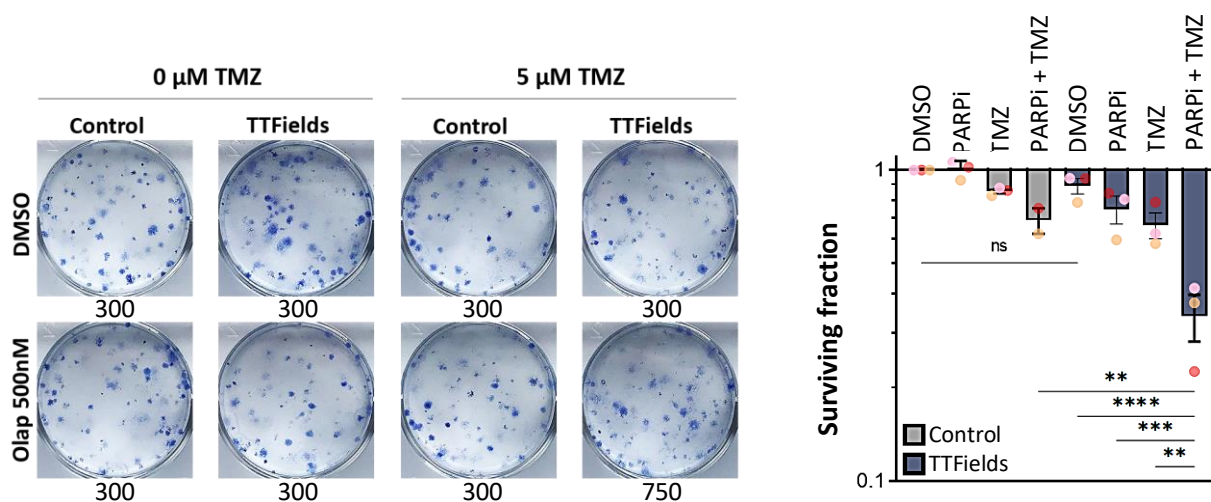 0 µM TMZ
5 µM TMZ
Control
TTFields
Control
TTFields
DMSO
300
300
300
300
Olap 500nM
300
300
300
750
DMSO
PARPi
TMZ
PARPi + TMZ
DMSO
PARPi
TMZ
PARPi + TMZ
Surviving fraction
1
ns
**
****
***
**
Control
TTFields
0.1